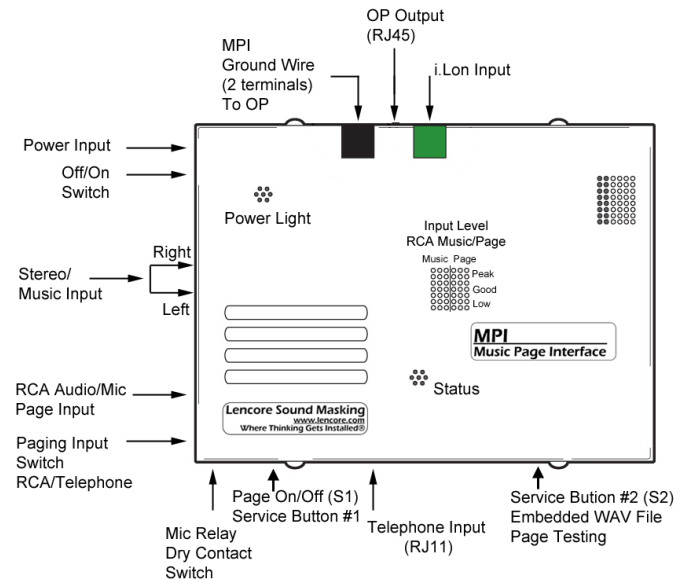 OP Output
(RJ45)
MPI
Ground Wire
(2 terminals)
To OP
i.Lon Input
Power Input
Off/On
Switch
Power Light
Input Level
RCA Music/Page
Music Page
Peak
Good
Low
Right
Stereo/
Music Input
Left
MPI
Music Page Interface
Status
RCA Audio/Mic
Page Input
Lencore Sound Masking
www.lencore.com
Where Thinking Gets Installed®
Paging Input
Switch
RCA/Telephone
Page On/Off (S1)
Service Button #1
Mic Relay
Dry Contact
Switch
Telephone Input
(RJ11)
Service Bution #2 (S2)
Embedded WAV File
Page Testing